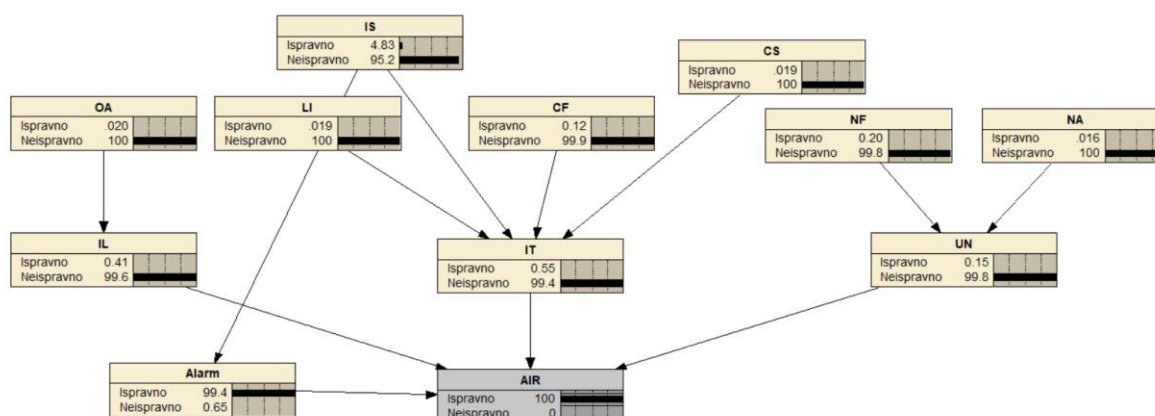 IS
Ispravno 4.83
Neispravno 95.2
CS
Ispravno .019
Neispravno 100
OA
Ispravno .020
Neispravno 100
LI
Ispravno .019
Neispravno 100
CF
Ispravno 0.12
Neispravno 99.9
NF
Ispravno 0.20
Neispravno 99.8
NA
Ispravno .016
Neispravno 100
IL
Ispravno 0.41
Neispravno 99.6
IT
Ispravno 0.55
Neispravno 99.4
UN
Ispravno 0.15
Neispravno 99.8
Alarm
Ispravno 99.4
Neispravno 0.65
AIR
Ispravno 100
Neispravno 0